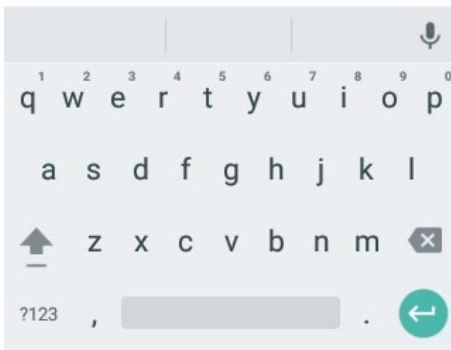 1 2 3 4 5 6 7 8 9 0
q w e r t y u i o p
a s d f g h j k l
z x c v b n m
?123 , .